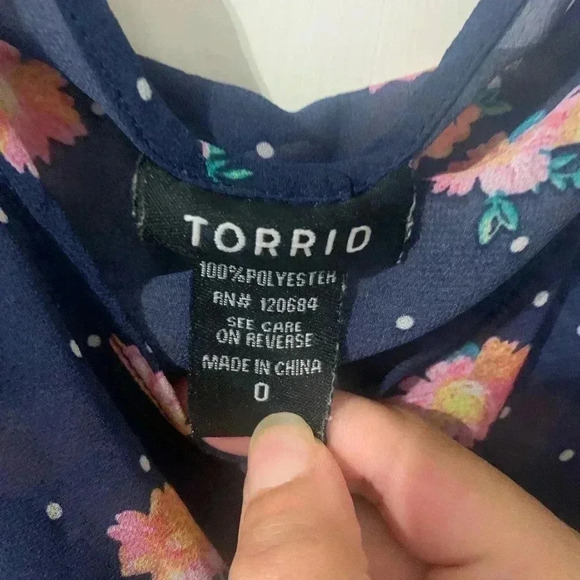 TORRID
100% POLYESTER
RN# 120684
SEE CARE
ON REVERSE
MADE IN CHINA
0